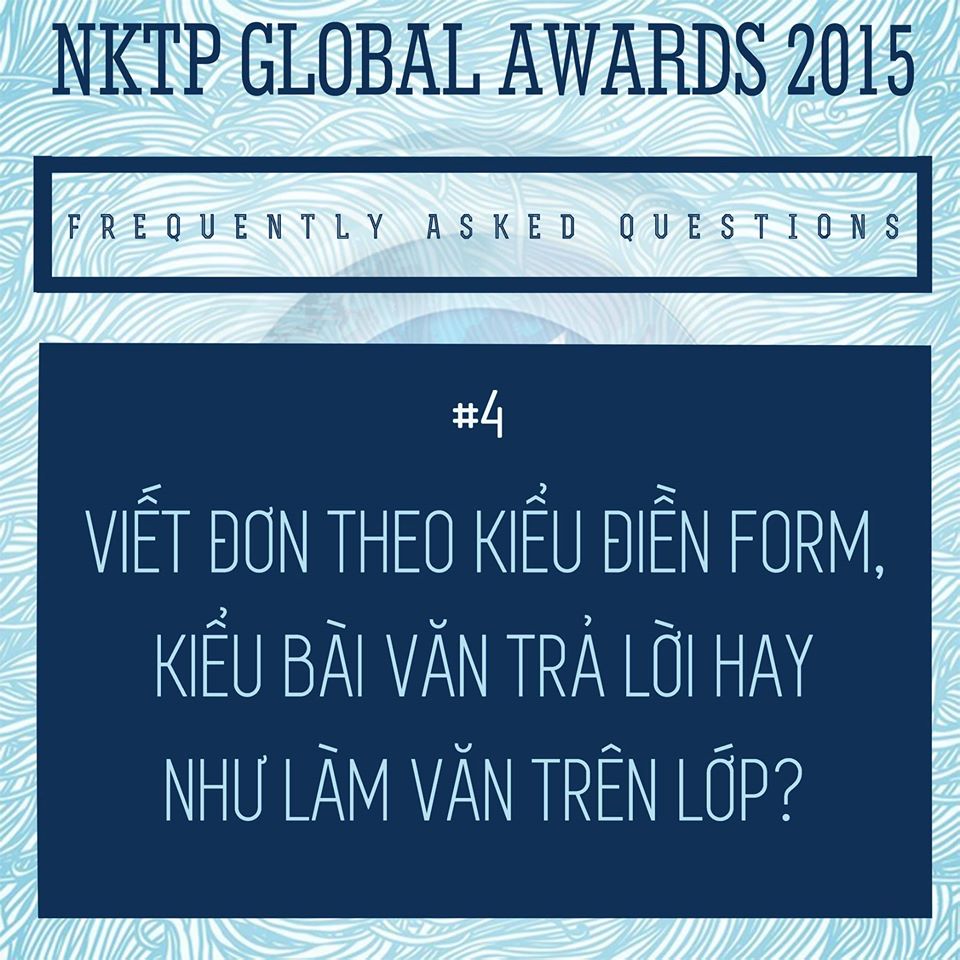 NKTP GLOBAL AWARDS 2015
FREQUENTLY ASKED QUESTIONS
#4
VIẾT ĐƠN THEO KIỂU ĐIỀN FORM,
KIỂU BÀI VĂN TRẢ LỜI HAY
NHƯ LÀM VĂN TRÊN LỚP?